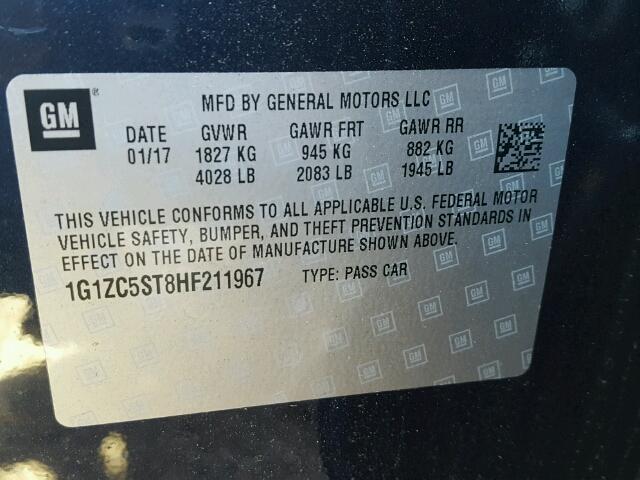 GM ® MFD BY GENERAL MOTORS LLC
DATE GVWR GAWR FRT GAWR RR
01/17 1827 KG 945 KG 882 KG
4028 LB 2083 LB 1945 LB
THIS VEHICLE CONFORMS TO ALL APPLICABLE U.S. FEDERAL MOTOR
VEHICLE SAFETY, BUMPER, AND THEFT PREVENTION STANDARDS IN
EFFECT ON THE DATE OF MANUFACTURE SHOWN ABOVE.
1G1ZC5ST8HF211967 TYPE: PASS CAR